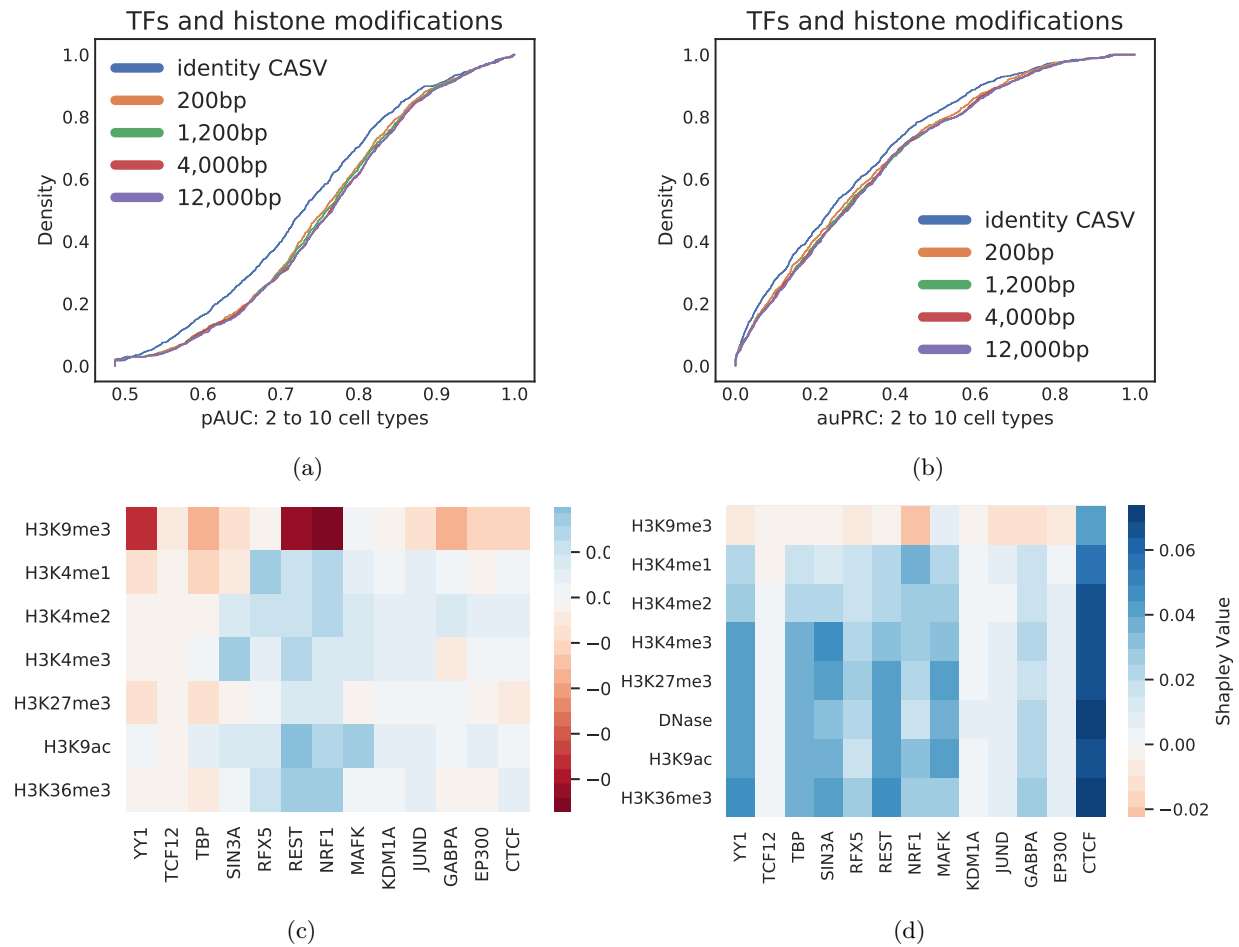 TFs and histone modifications
Density
1.0
0.8
0.6
0.4
0.2
0.0
identity CASV
200bp
1,200bp
4,000bp
12,000bp
0.5 0.6 0.7 0.8 0.9 1.0
pAUC: 2 to 10 cell types
(a)
TFs and histone modifications
Density
1.0
0.8
0.6
0.4
0.2
0.0
identity CASV
200bp
1,200bp
4,000bp
12,000bp
0.0 0.2 0.4 0.6 0.8 1.0
auPRC: 2 to 10 cell types
(b)
H3K9me3
H3K4me1
H3K4me2
H3K4me3
H3K27me3
H3K9ac
H3K36me3
YY1 TCF12 TBP SIN3A RFX5 REST NRF1 MAFK KDM1A JUND GABPA EP300 CTCF
0.0
0.0
−0
−0
−0
−0
(c)
H3K9me3
H3K4me1
H3K4me2
H3K4me3
H3K27me3
DNase
H3K9ac
H3K36me3
YY1 TCF12 TBP SIN3A RFX5 REST NRF1 MAFK KDM1A JUND GABPA EP300 CTCF
0.06
0.04
0.02
0.00
−0.02
Shapley Value
(d)